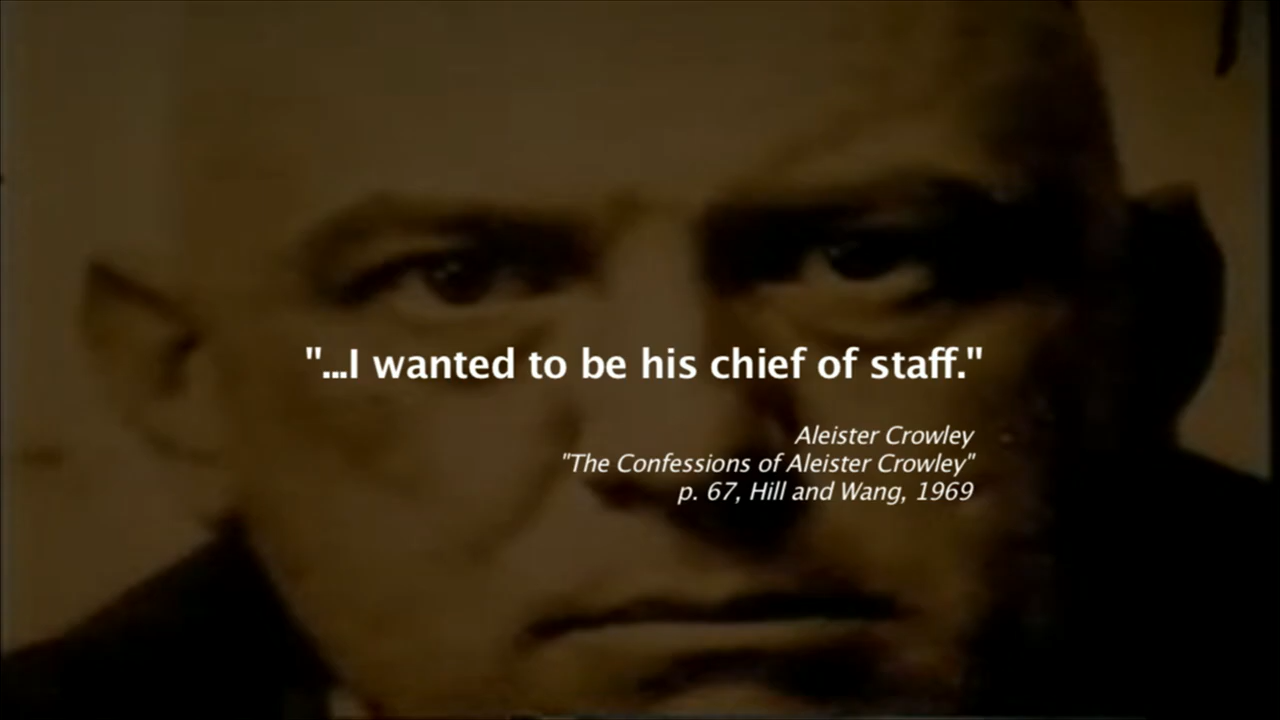 "...I wanted to be his chief of staff."
Aleister Crowley
"The Confessions of Aleister Crowley"
p. 67, Hill and Wang, 1969